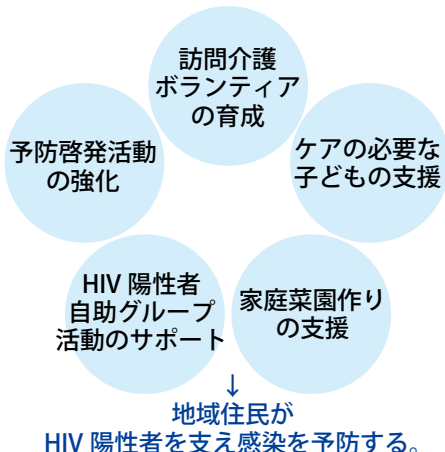 訪問介護
ボランティア
の育成
予防啓発活動
の強化
ケアの必要な
子どもの支援
HIV 陽性者
自助グループ
活動のサポート
家庭菜園作り
の支援
↓
地域住民が
HIV 陽性者を支え感染を予防する。